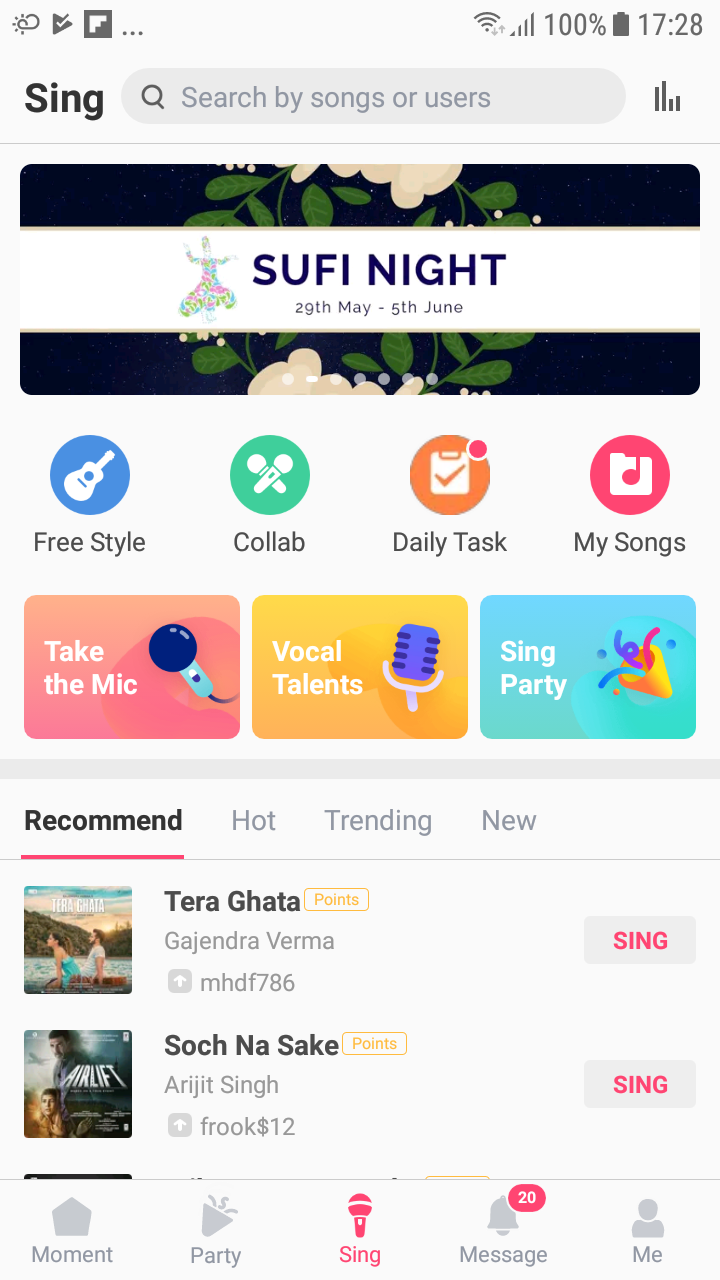 ... 100% 17:28
Sing
Search by songs or users
SUFI NIGHT
29th May - 5th June
Free Style
Collab
Daily Task
My Songs
Take
the Mic
Vocal
Talents
Sing
Party
Recommend
Hot
Trending
New
TERA GHATA
Tera Ghata
Points
Gajendra Verma
SING
mhdf786
AIRLIFT
Soch Na Sake
Points
Arijit Singh
SING
frook$12
Moment
Party
Sing
20
Message
Me